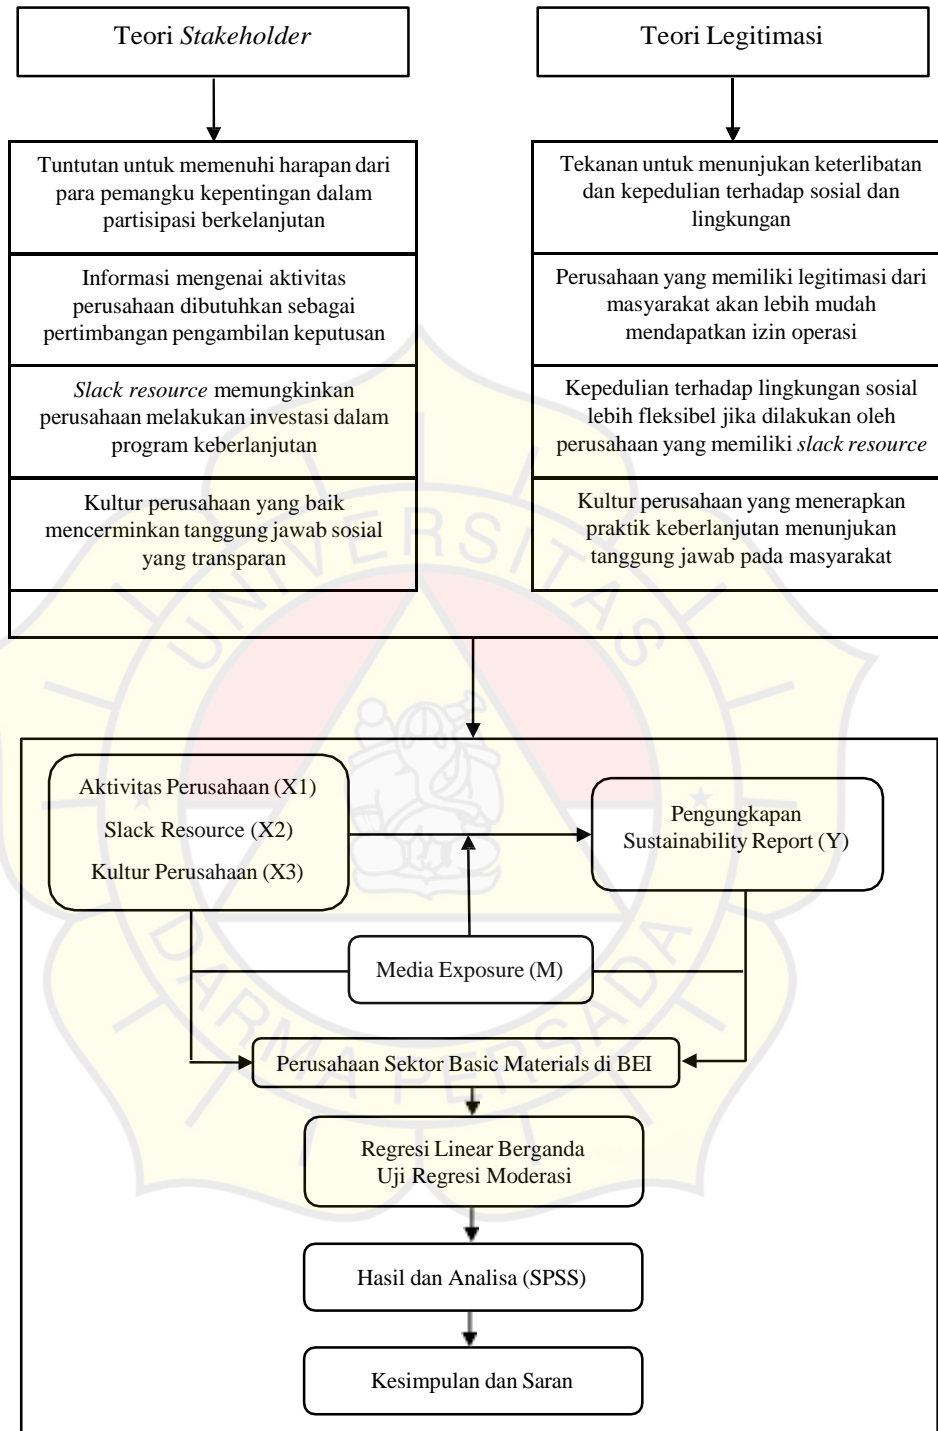 Teori Stakeholder
Teori Legitimasi
Tuntutan untuk memenuhi harapan dari
para pemangku kepentingan dalam
partisipasi berkelanjutan
Informasi mengenai aktivitas
perusahaan dibutuhkan sebagai
pertimbangan pengambilan keputusan
Slack resource memungkinkan
perusahaan melakukan investasi dalam
program keberlanjutan
Kultur perusahaan yang baik
mencerminkan tanggung jawab sosial
yang transparan
Tekanan untuk menunjukan keterlibatan
dan kepedulian terhadap sosial dan
lingkungan
Perusahaan yang memiliki legitimasi dari
masyarakat akan lebih mudah
mendapatkan izin operasi
Kepedulian terhadap lingkungan sosial
lebih fleksibel jika dilakukan oleh
perusahaan yang memiliki slack resource
Kultur perusahaan yang menerapkan
praktik keberlanjutan menunjukan
tanggung jawab pada masyarakat
UNIVERSITAS
Aktivitas Perusahaan (X1)
Slack Resource (X2)
Kultur Perusahaan (X3)
Pengungkapan
Sustainability Report (Y)
Media Exposure (M)
DARMA PERSADA
Perusahaan Sektor Basic Materials di BEI
Regresi Linear Berganda
Uji Regresi Moderasi
Hasil dan Analisa (SPSS)
Kesimpulan dan Saran